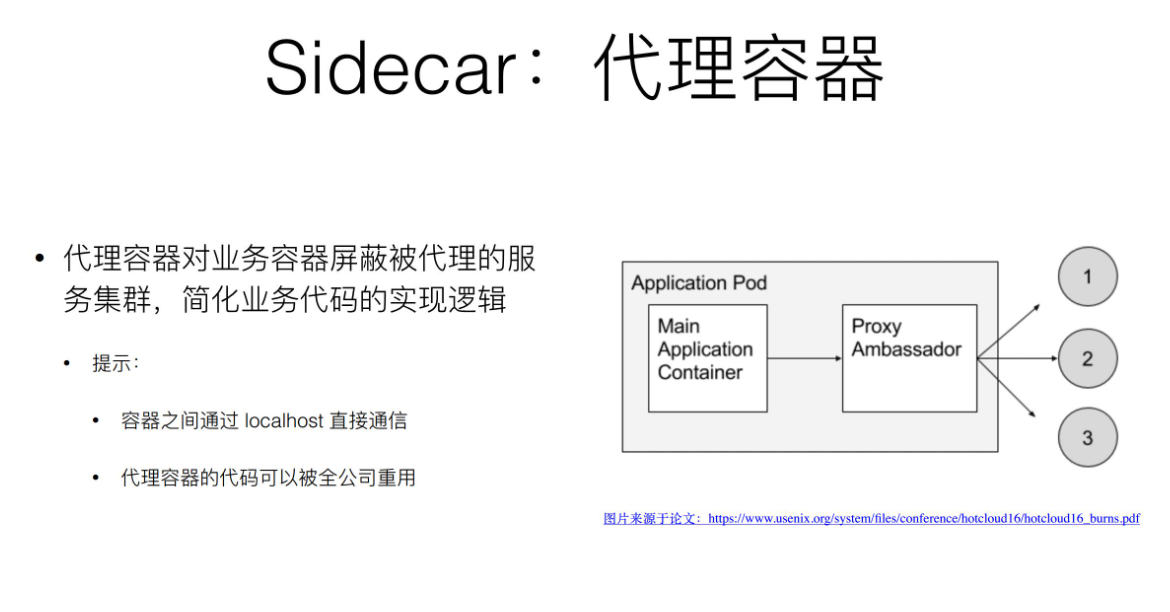 Sidecar：代理容器
• 代理容器对业务容器屏蔽被代理的服
务集群，简化业务代码的实现逻辑
• 提示：
• 容器之间通过 localhost 直接通信
• 代理容器的代码可以被全公司重用
Application Pod
Main
Application
Container
Proxy
Ambassador
1
2
3
图片来源于论文：https://www.usenix.org/system/files/conference/hotcloud16/hotcloud16_burns.pdf